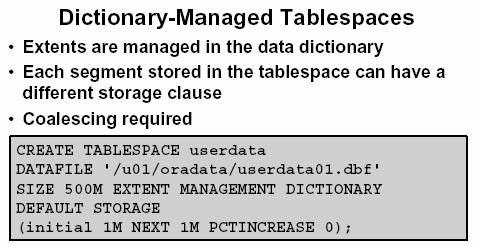 Dictionary-Managed Tablespaces
• Extents are managed in the data dictionary
• Each segment stored in the tablespace can have a
different storage clause
• Coalescing required
CREATE TABLESPACE userdata
DATAFILE '/u01/oradata/userdata01.dbf'
SIZE 500M EXTENT MANAGEMENT DICTIONARY
DEFAULT STORAGE
(initial 1M NEXT 1M PCTINCREASE 0);